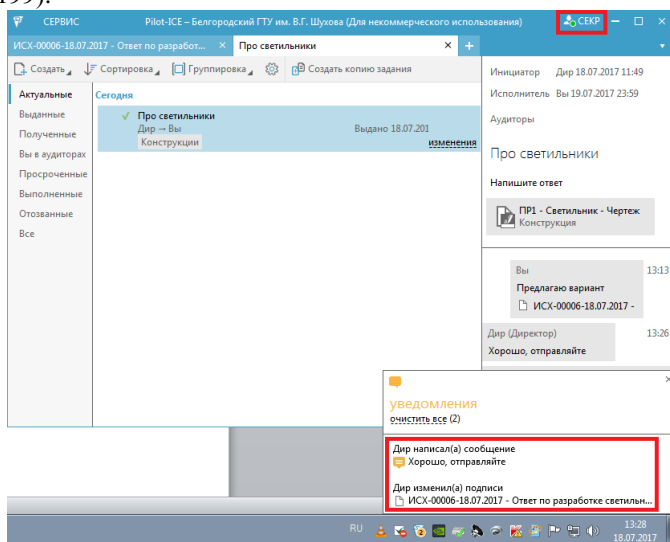 199).
СЕРВИС
Pilot-ICE – Белгородский ГТУ им. В.Г. Шухова (Для некоммерческого использования)
СЕКР
ИСХ-00006-18.07.2017 - Ответ по разработ...
Про светильники
Создать
Сортировка
Группировка
Создать копию задания
Актуальные
Выданные
Полученные
Вы в аудиторах
Просроченные
Выполненные
Отозванные
Все
Сегодня
Про светильники
Дир → Вы
Выдано 18.07.201
Конструкции
изменения
Инициатор Дир 18.07.2017 11:49
Исполнитель Вы 19.07.2017 23:59
Аудиторы
Про светильники
Напишите ответ
ПР1 - Светильник - Чертеж
Конструкция
Вы 13:13
Предлагаю вариант
ИСХ-00006-18.07.2017 -
Дир (Директор) 13:26
Хорошо, отправляйте
уведомления
очистить все (2)
Дир написал(а) сообщение
Хорошо, отправляйте
Дир изменил(а) подписи
ИСХ-00006-18.07.2017 - Ответ по разработке светильн...
RU
13:28
18.07.2017